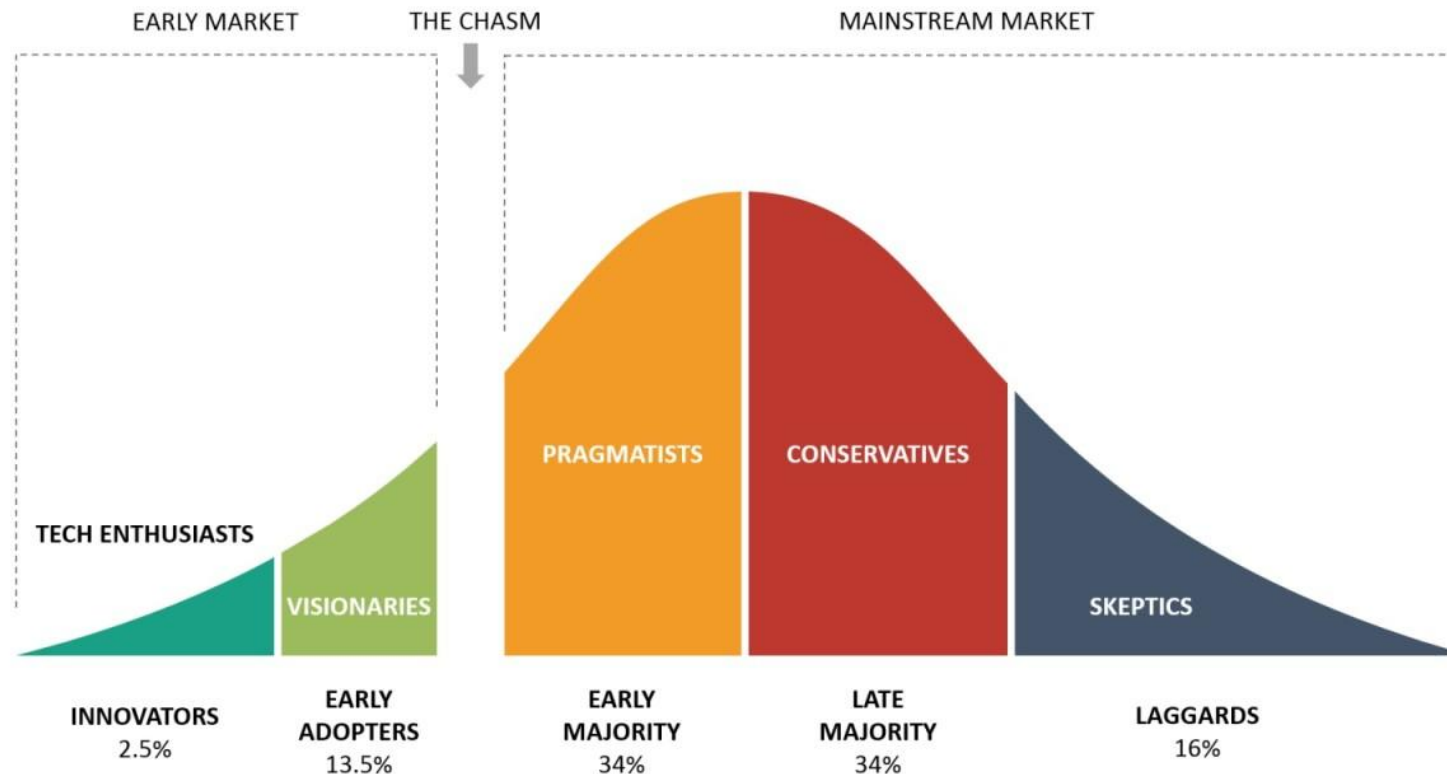 EARLY MARKET
THE CHASM
MAINSTREAM MARKET
TECH ENTHUSIASTS
VISIONARIES
PRAGMATISTS
CONSERVATIVES
SKEPTICS
INNOVATORS
2.5%
EARLY
ADOPTERS
13.5%
EARLY
MAJORITY
34%
LATE
MAJORITY
34%
LAGGARDS
16%